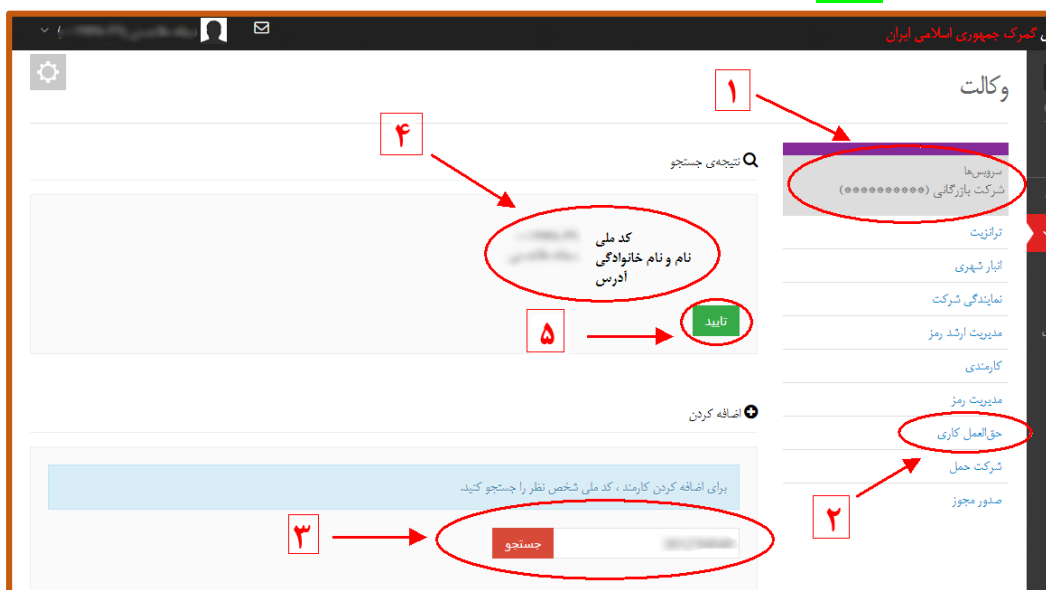 گمرک جمهوری اسلامی ایران
وکالت
۱
سرویس‌ها
شرکت بازرگانی (**********)
ترانزیت
انبار شهری
نمایندگی شرکت
مدیریت ارشد رمز
کارمندی
مدیریت رمز
حق‌العمل کاری
شرکت حمل
صدور مجوز
۲
نتیجه‌ی جستجو
۴
کد ملی
نام و نام خانوادگی
آدرس
تایید
۵
اضافه کردن
برای اضافه کردن کارمند ، کد ملی شخص نظر را جستجو کنید.
جستجو
۳